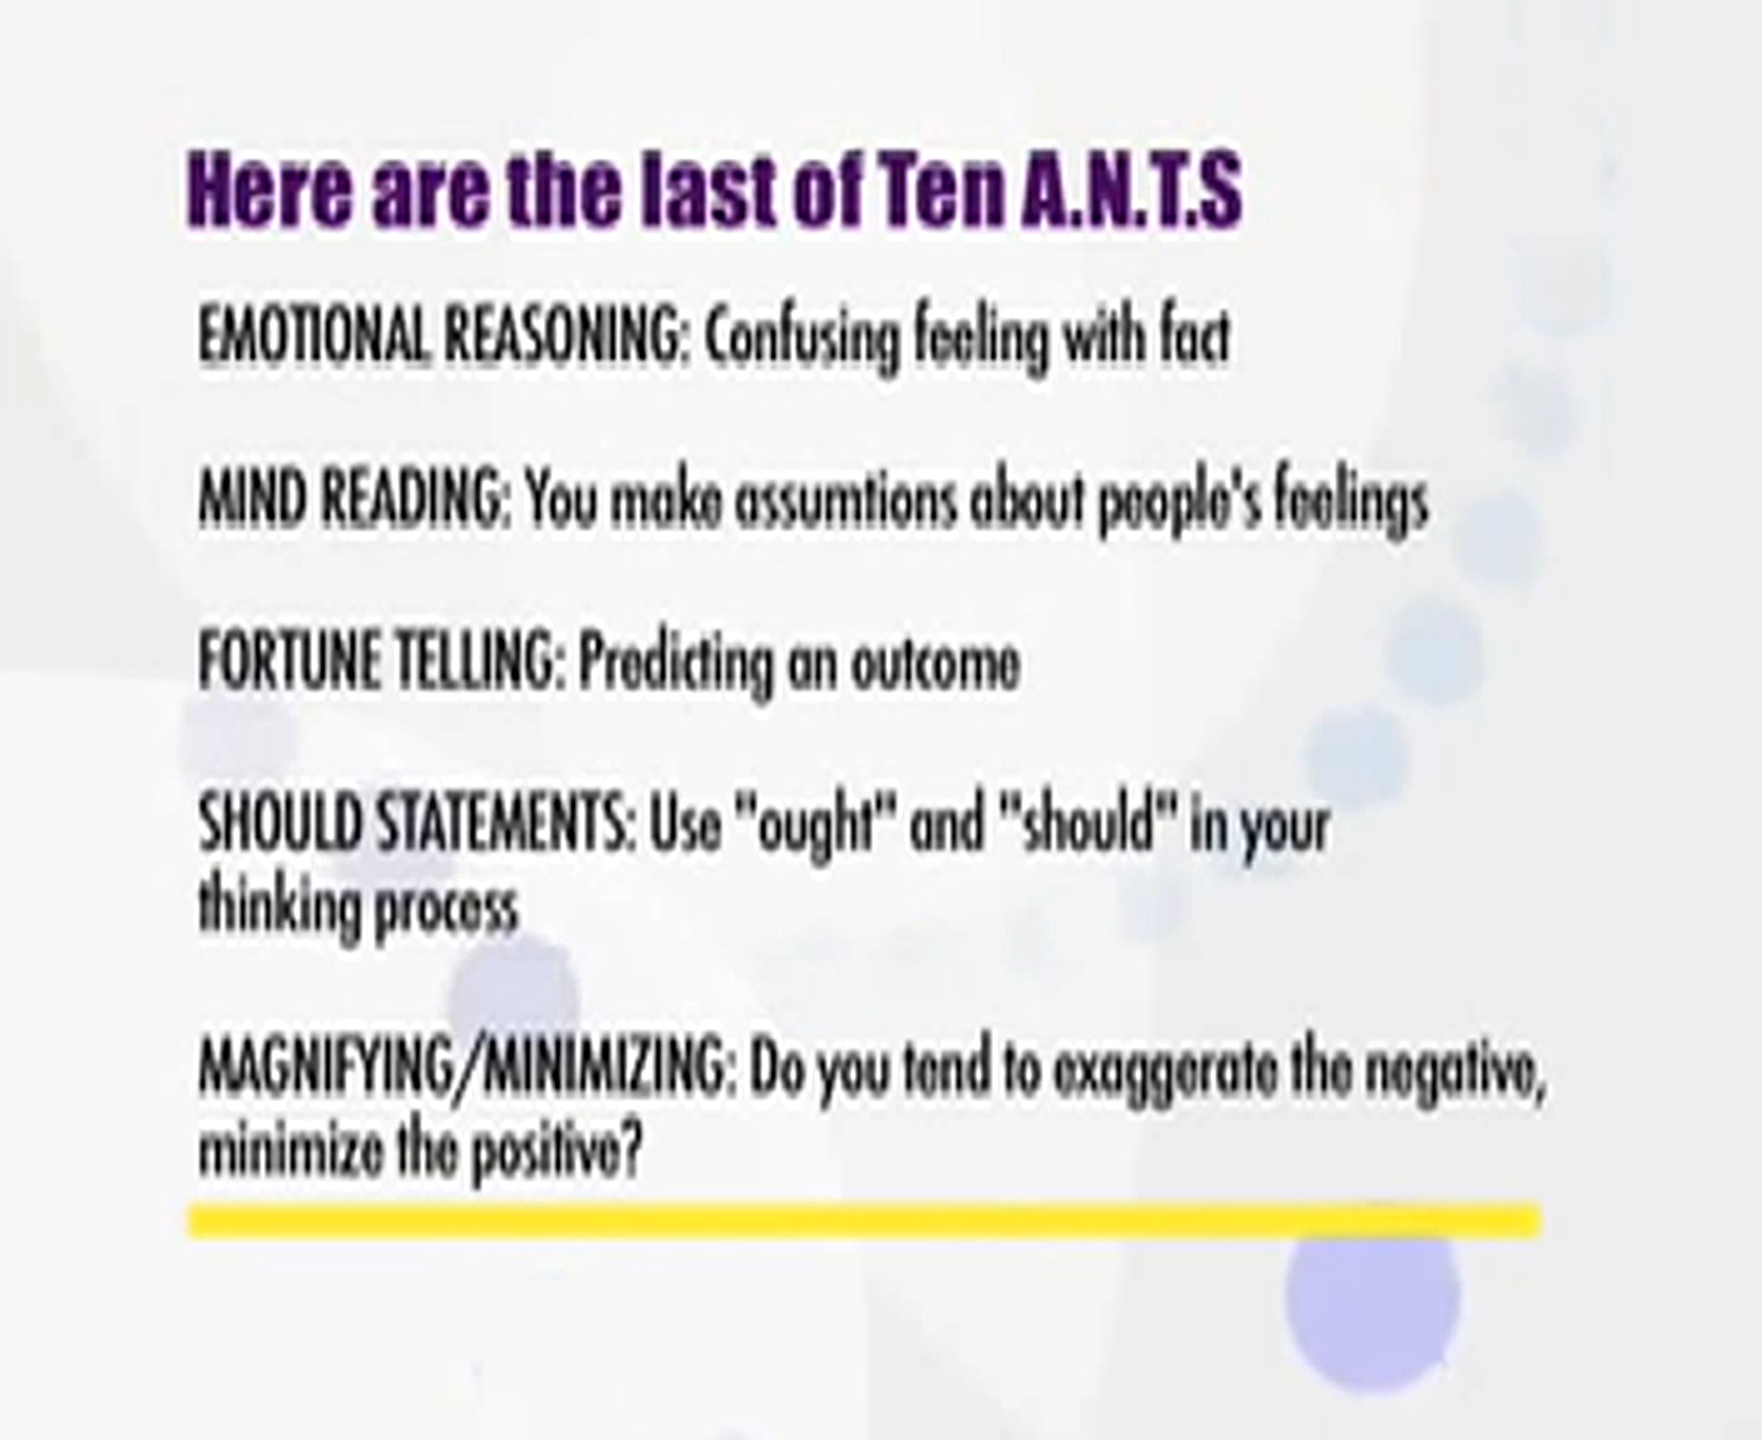 Here are the last of Ten A.N.T.S
EMOTIONAL REASONING: Confusing feeling with fact
MIND READING: You make assumtions about people's feelings
FORTUNE TELLING: Predicting an outcome
SHOULD STATEMENTS: Use "ought" and "should" in your
thinking process
MAGNIFYING/MINIMIZING: Do you tend to exaggerate the negative,
minimize the positive?